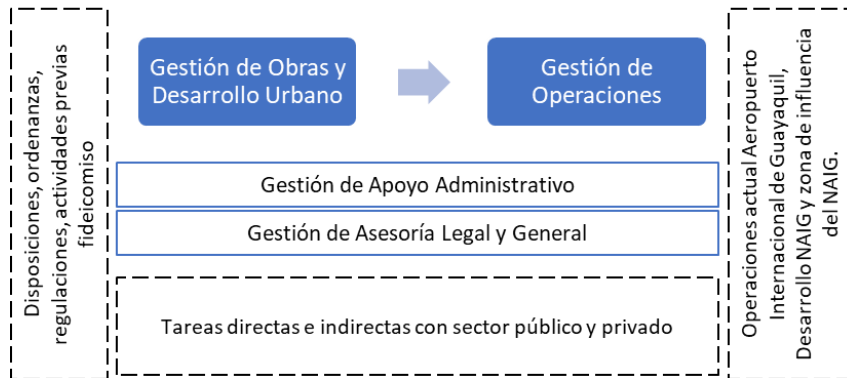 Disposiciones, ordenanzas,
regulaciones, actividades previas
fideicomiso
Gestión de Obras y
Desarrollo Urbano
Gestión de
Operaciones
Gestión de Apoyo Administrativo
Gestión de Asesoría Legal y General
Tareas directas e indirectas con sector público y privado
Operaciones actual Aeropuerto
Internacional de Guayaquil,
Desarrollo NAIG y zona de influencia
del NAIG.